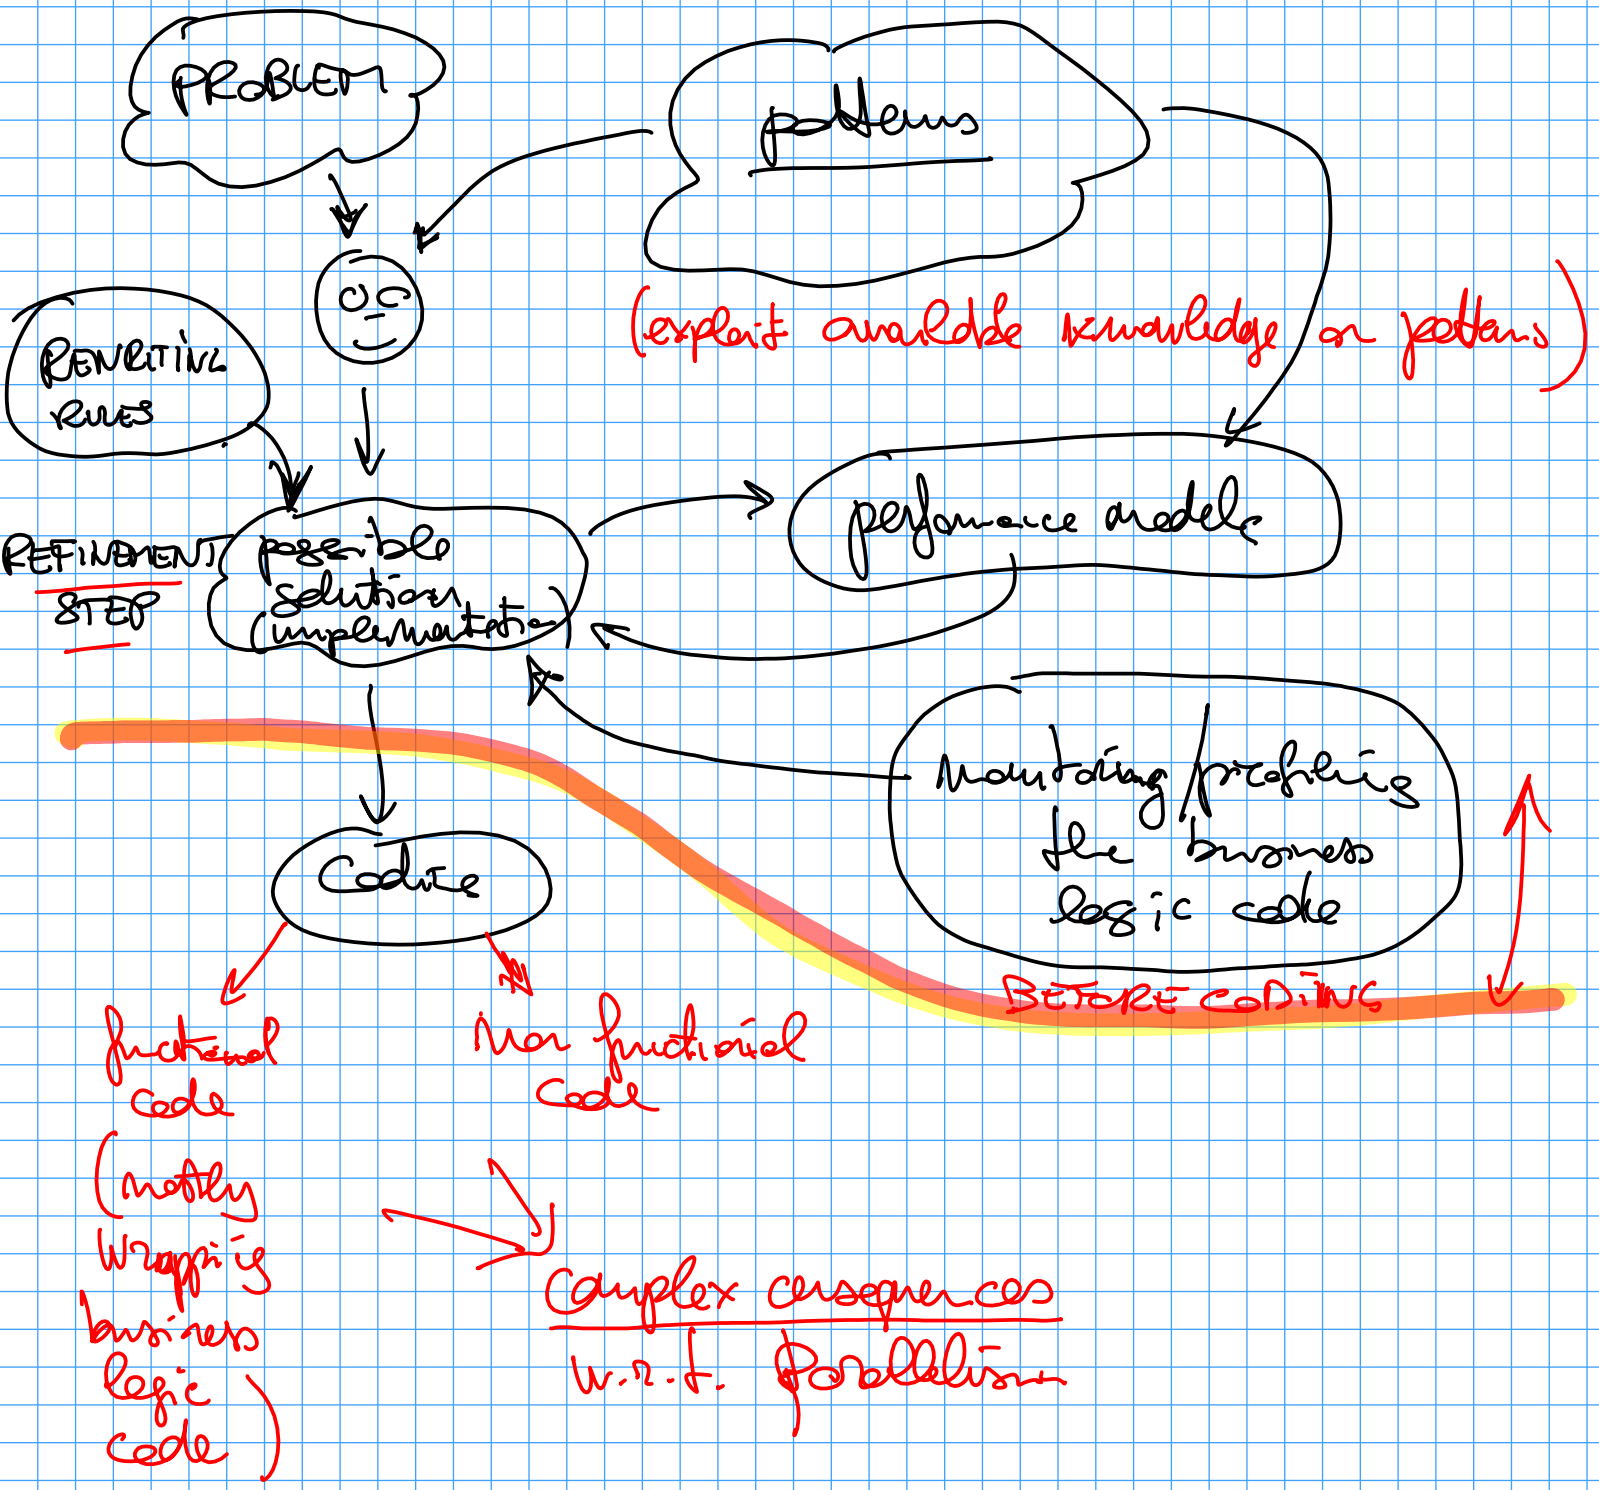 PROBLEM
patterns
(exploit available knowledge on patterns)
REWRITING
RULES
performance models
REFINEMENT
STEP
possible
solution
(implementation)
Monitoring/profiling
the business
logic code
Coding
BEFORE CODING
functional
code
(mostly
wrapping
business
logic
code)
Non functional
code
Complex consequences
w.r.t. parallelism